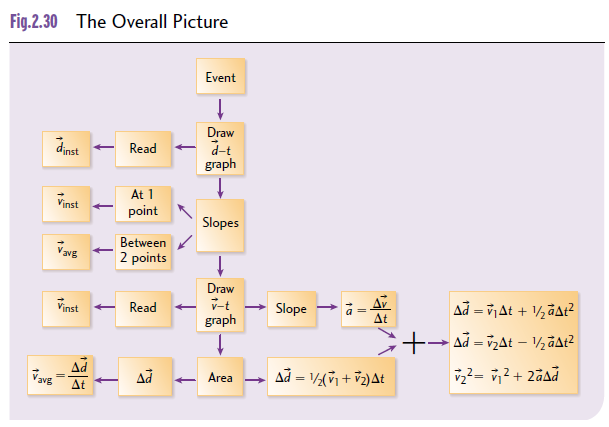 Fig.2.30 The Overall Picture
Event
Draw
d⃗–t
graph
Read
d⃗inst
Slopes
At 1
point
v⃗inst
Between
2 points
v⃗avg
Draw
v⃗–t
graph
Read
v⃗inst
Slope
a⃗ = Δv⃗/Δt
Area
Δd⃗
v⃗avg = Δd⃗/Δt
Δd⃗ = ½(v⃗1 + v⃗2)Δt
+
Δd⃗ = v⃗1Δt + ½a⃗Δt²
Δd⃗ = v⃗2Δt − ½a⃗Δt²
v⃗2² = v⃗1² + 2a⃗Δd⃗